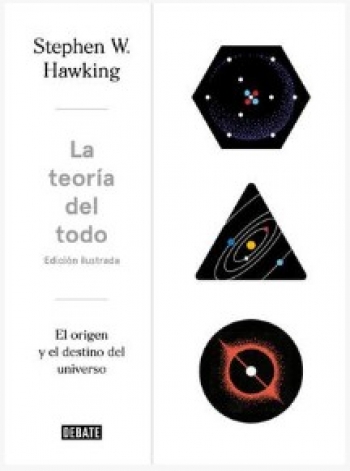 Stephen W.
Hawking
La
teoría
del
todo
Edición ilustrada
El origen
y el destino del
universo
DEBATE